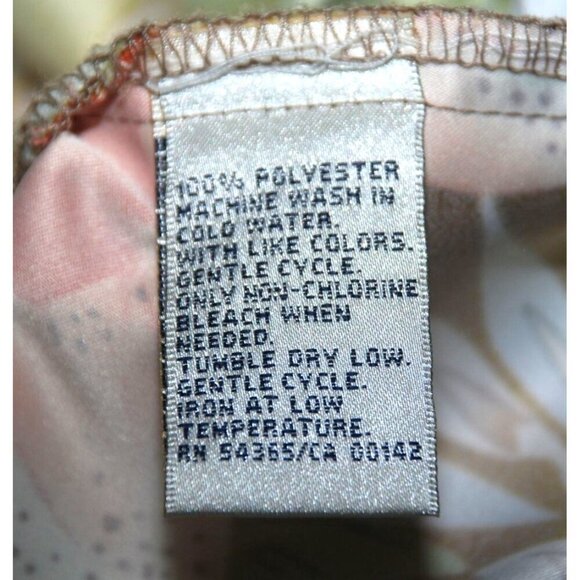 100% POLYESTER
MACHINE WASH IN
COLD WATER.
WITH LIKE COLORS.
GENTLE CYCLE.
ONLY NON-CHLORINE
BLEACH WHEN
NEEDED.
TUMBLE DRY LOW.
GENTLE CYCLE.
IRON AT LOW
TEMPERATURE.
RN 54365/CA 00142